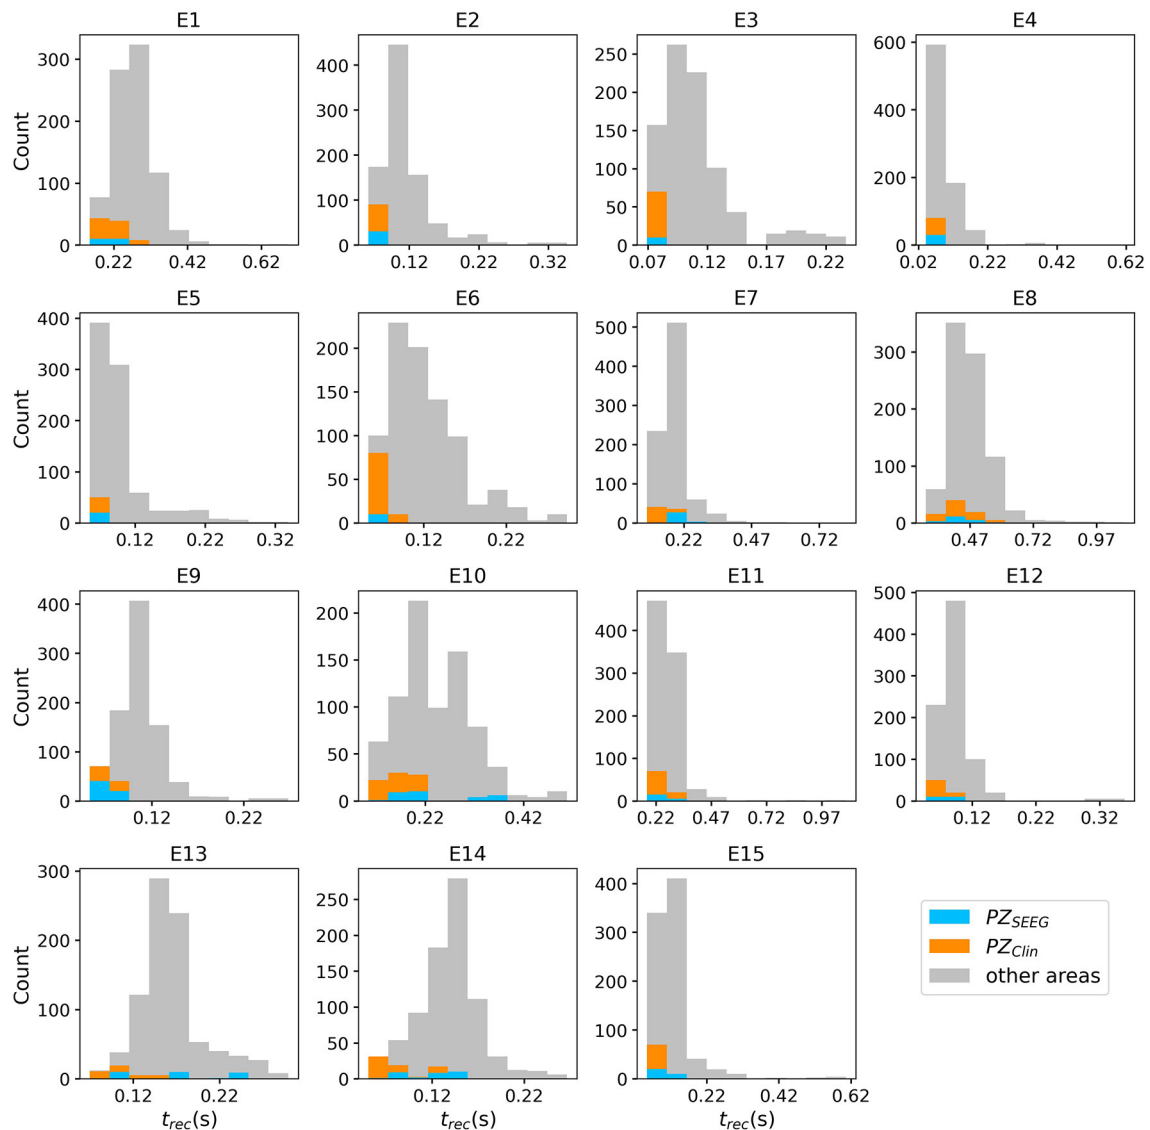 E1
E2
E3
E4
Count
300
200
100
0
0.22 0.42 0.62
400
300
200
100
0
0.12 0.22 0.32
250
200
150
100
50
0
0.07 0.12 0.17 0.22
600
400
200
0
0.02 0.22 0.42 0.62
E5
E6
E7
E8
Count
400
300
200
100
0
0.12 0.22 0.32
200
150
100
50
0
0.12 0.22
500
400
300
200
100
0
0.22 0.47 0.72
300
200
100
0
0.47 0.72 0.97
E9
E10
E11
E12
Count
400
300
200
100
0
0.12 0.22
200
150
100
50
0
0.22 0.42
400
300
200
100
0
0.22 0.47 0.72 0.97
500
400
300
200
100
0
0.12 0.22 0.32
E13
E14
E15
Count
300
200
100
0
0.12 0.22
t_rec(s)
250
200
150
100
50
0
0.12 0.22
t_rec(s)
400
300
200
100
0
0.22 0.42 0.62
t_rec(s)
PZ_SEEG
PZ_Clin
other areas